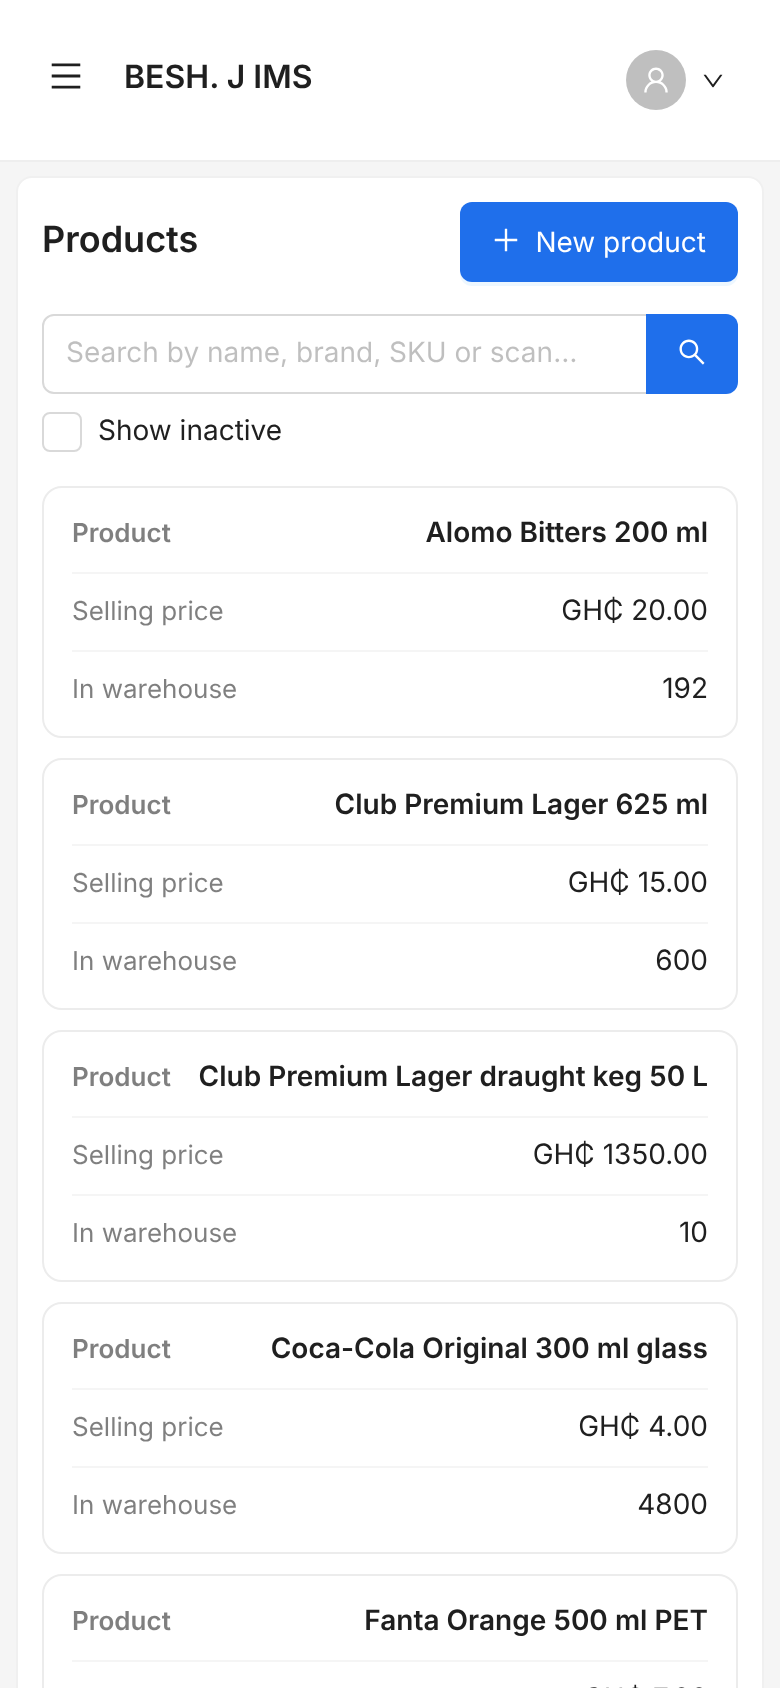 BESH. J IMS
Products
New product
Search by name, brand, SKU or scan...
Show inactive
Product Alomo Bitters 200 ml
Selling price GH₵ 20.00
In warehouse 192
Product Club Premium Lager 625 ml
Selling price GH₵ 15.00
In warehouse 600
Product Club Premium Lager draught keg 50 L
Selling price GH₵ 1350.00
In warehouse 10
Product Coca-Cola Original 300 ml glass
Selling price GH₵ 4.00
In warehouse 4800
Product Fanta Orange 500 ml PET